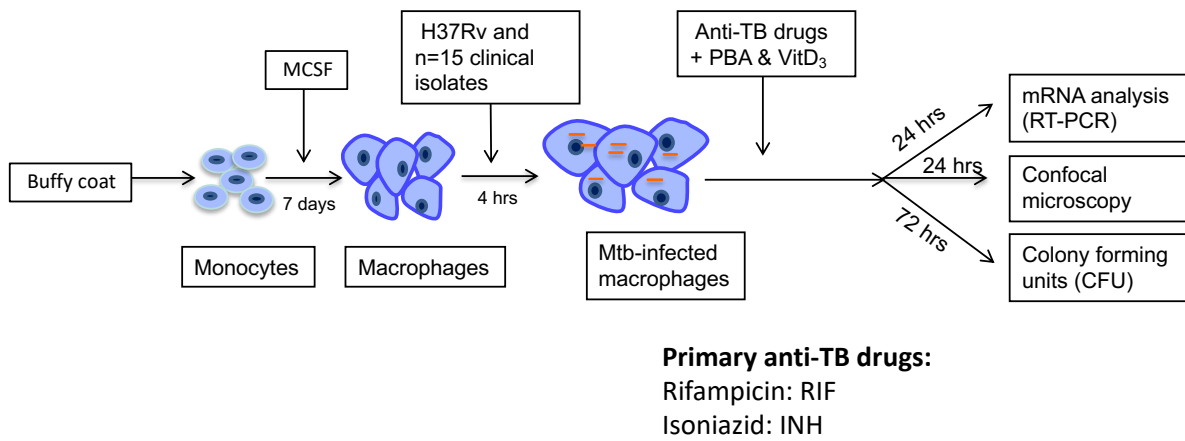 Buffy coat
MCSF
7 days
Monocytes
H37Rv and
n=15 clinical
isolates
4 hrs
Macrophages
Mtb-infected
macrophages
Anti-TB drugs
+ PBA & VitD₃
24 hrs
mRNA analysis
(RT-PCR)
24 hrs
Confocal
microscopy
72 hrs
Colony forming
units (CFU)
Primary anti-TB drugs:
Rifampicin: RIF
Isoniazid: INH